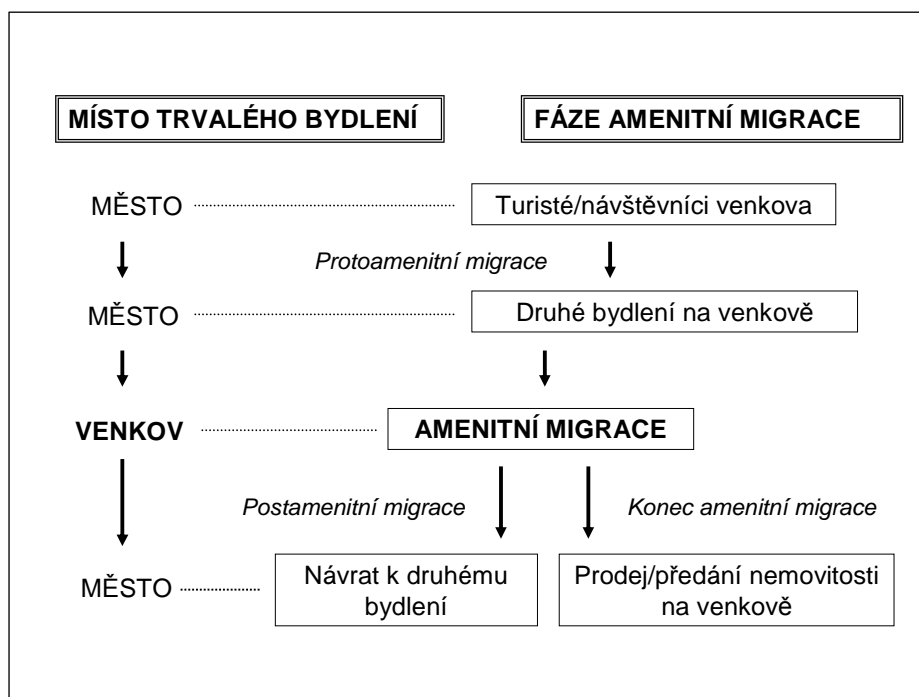 MÍSTO TRVALÉHO BYDLENÍ
FÁZE AMENITNÍ MIGRACE
MĚSTO
Turisté/návštěvníci venkova
Protoamenitní migrace
MĚSTO
Druhé bydlení na venkově
VENKOV
AMENITNÍ MIGRACE
Postamenitní migrace
Konec amenitní migrace
MĚSTO
Návrat k druhému
bydlení
Prodej/předání nemovitosti
na venkově